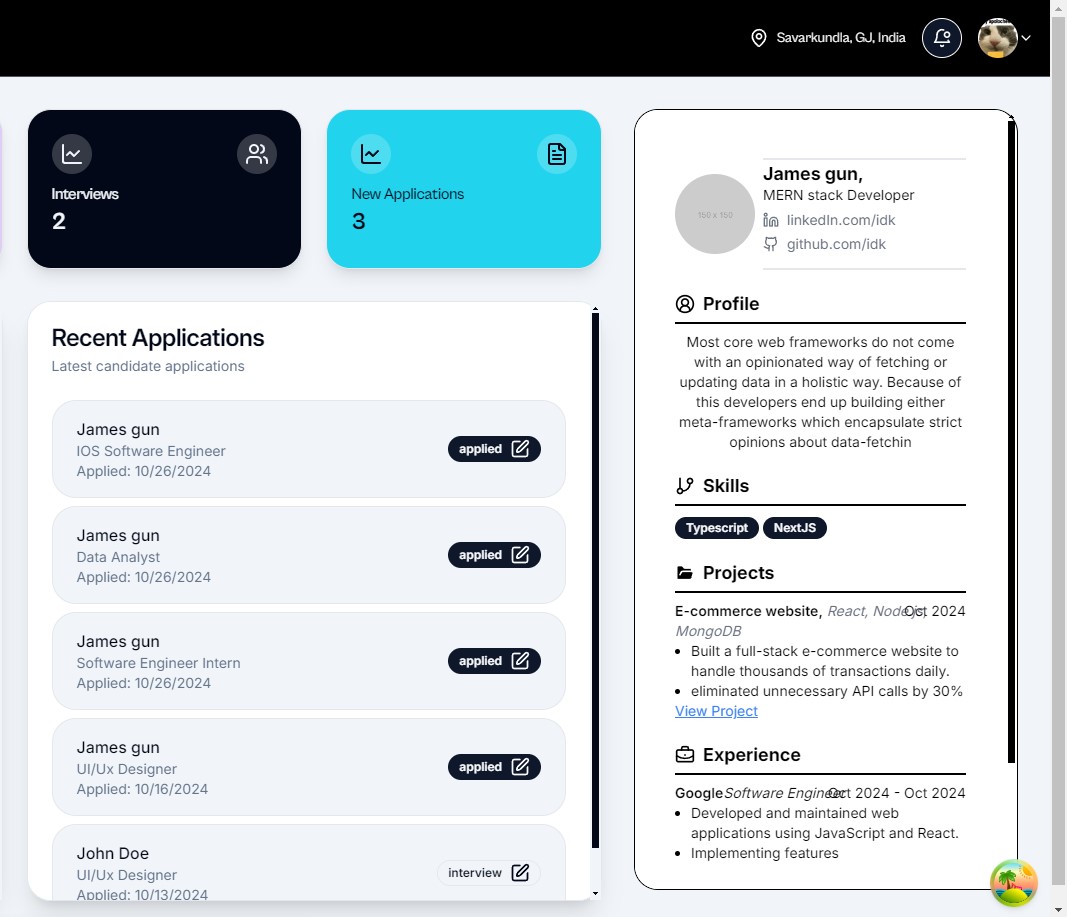 Savarkundla, GJ, India
Interviews
2
New Applications
3
Recent Applications
Latest candidate applications
James gun
IOS Software Engineer
Applied: 10/26/2024
applied
James gun
Data Analyst
Applied: 10/26/2024
applied
James gun
Software Engineer Intern
Applied: 10/26/2024
applied
James gun
UI/Ux Designer
Applied: 10/16/2024
applied
John Doe
UI/Ux Designer
Applied: 10/13/2024
interview
150 x 150
James gun,
MERN stack Developer
linkedIn.com/idk
github.com/idk
Profile
Most core web frameworks do not come
with an opinionated way of fetching or
updating data in a holistic way. Because of
this developers end up building either
meta-frameworks which encapsulate strict
opinions about data-fetchin
Skills
Typescript NextJS
Projects
E-commerce website, React, Node.js, Oct 2024
MongoDB
Built a full-stack e-commerce website to
handle thousands of transactions daily.
eliminated unnecessary API calls by 30%
View Project
Experience
Google Software Engineer Oct 2024 - Oct 2024
Developed and maintained web
applications using JavaScript and React.
Implementing features